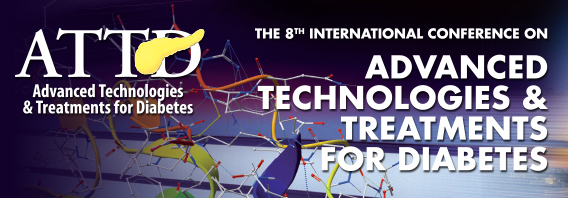 ATTD
Advanced Technologies
& Treatments for Diabetes
THE 8TH INTERNATIONAL CONFERENCE ON
ADVANCED
TECHNOLOGIES &
TREATMENTS
FOR DIABETES